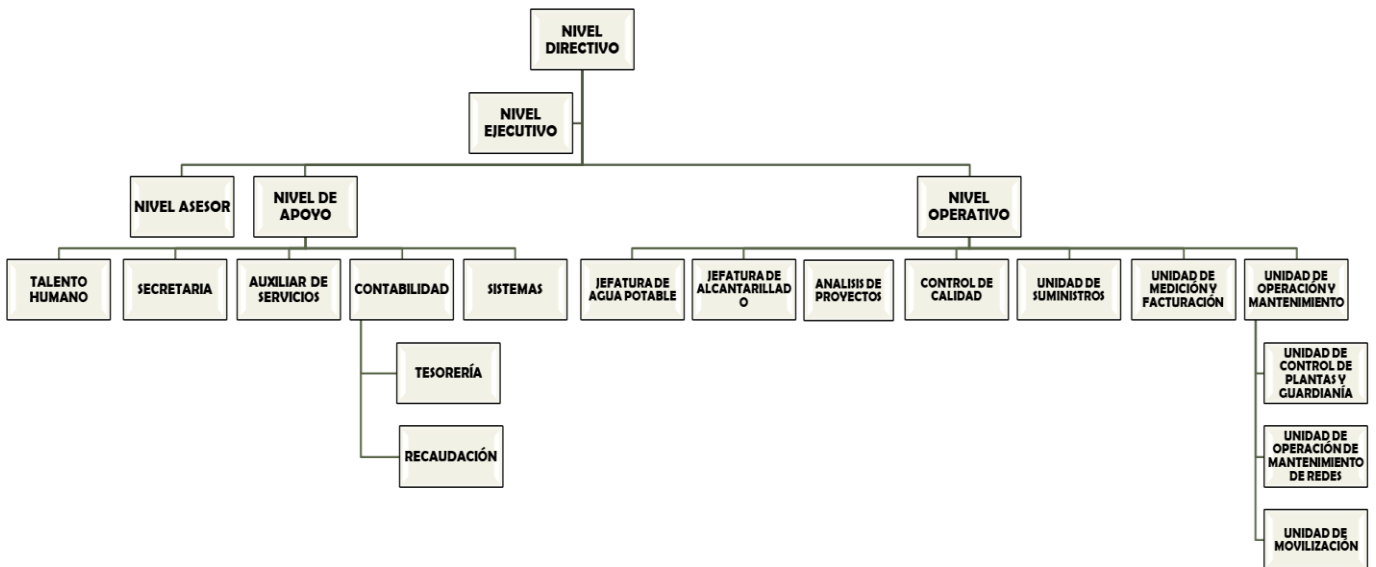 NIVEL
DIRECTIVO
NIVEL
EJECUTIVO
NIVEL ASESOR
NIVEL DE
APOYO
NIVEL
OPERATIVO
TALENTO
HUMANO
SECRETARIA
AUXILIAR DE
SERVICIOS
CONTABILIDAD
SISTEMAS
JEFATURA DE
AGUA POTABLE
JEFATURA DE
ALCANTARILLAD
O
ANALISIS DE
PROYECTOS
CONTROL DE
CALIDAD
UNIDAD DE
SUMINISTROS
UNIDAD DE
MEDICIÓN Y
FACTURACIÓN
UNIDAD DE
OPERACIÓN Y
MANTENIMIENTO
TESORERÍA
RECAUDACIÓN
UNIDAD DE
CONTROL DE
PLANTAS Y
GUARDIANÍA
UNIDAD DE
OPERACIÓN DE
MANTENIMIENTO
DE REDES
UNIDAD DE
MOVILIZACIÓN